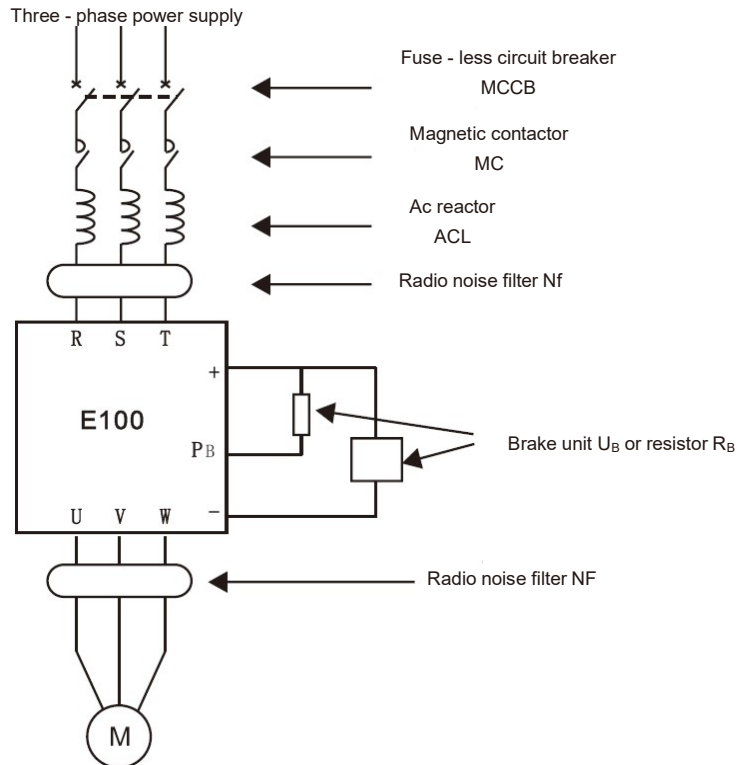 Three - phase power supply
Fuse - less circuit breaker
MCCB
Magnetic contactor
MC
Ac reactor
ACL
Radio noise filter Nf
R S T
+
E100
PB
Brake unit UB or resistor RB
U V W -
Radio noise filter NF
M